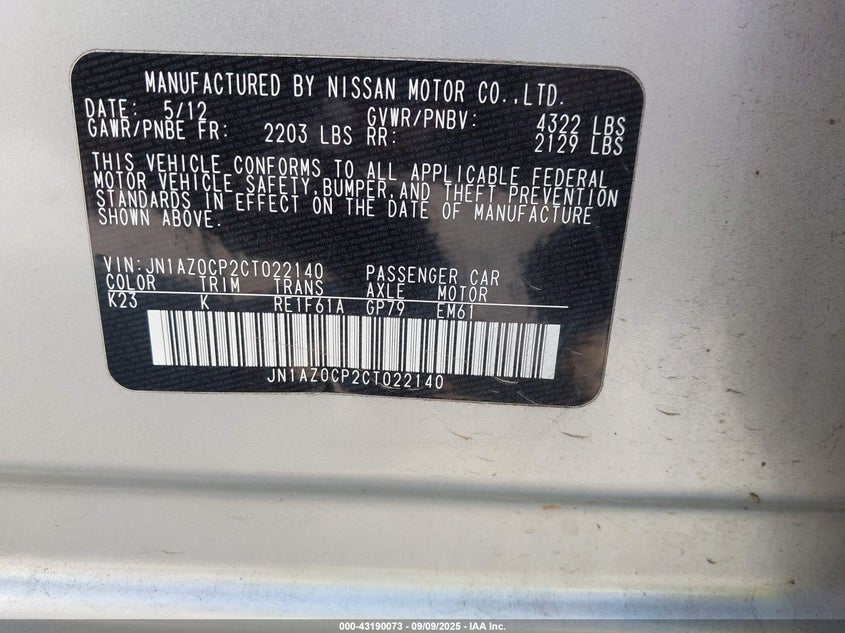 MANUFACTURED BY NISSAN MOTOR CO.,LTD.
DATE: 5/12 GVWR/PNBV: 4322 LBS
GAWR/PNBE FR: 2203 LBS RR: 2129 LBS
THIS VEHICLE CONFORMS TO ALL APPLICABLE FEDERAL
MOTOR VEHICLE SAFETY,BUMPER,AND THEFT PREVENTION
STANDARDS IN EFFECT ON THE DATE OF MANUFACTURE
SHOWN ABOVE.
VIN:JN1AZ0CP2CT022140 PASSENGER CAR
COLOR TRIM TRANS AXLE MOTOR
K23 K RE1F61A GP79 EM61
JN1AZ0CP2CT022140
000-43190073 - 09/09/2025 - IAA Inc.